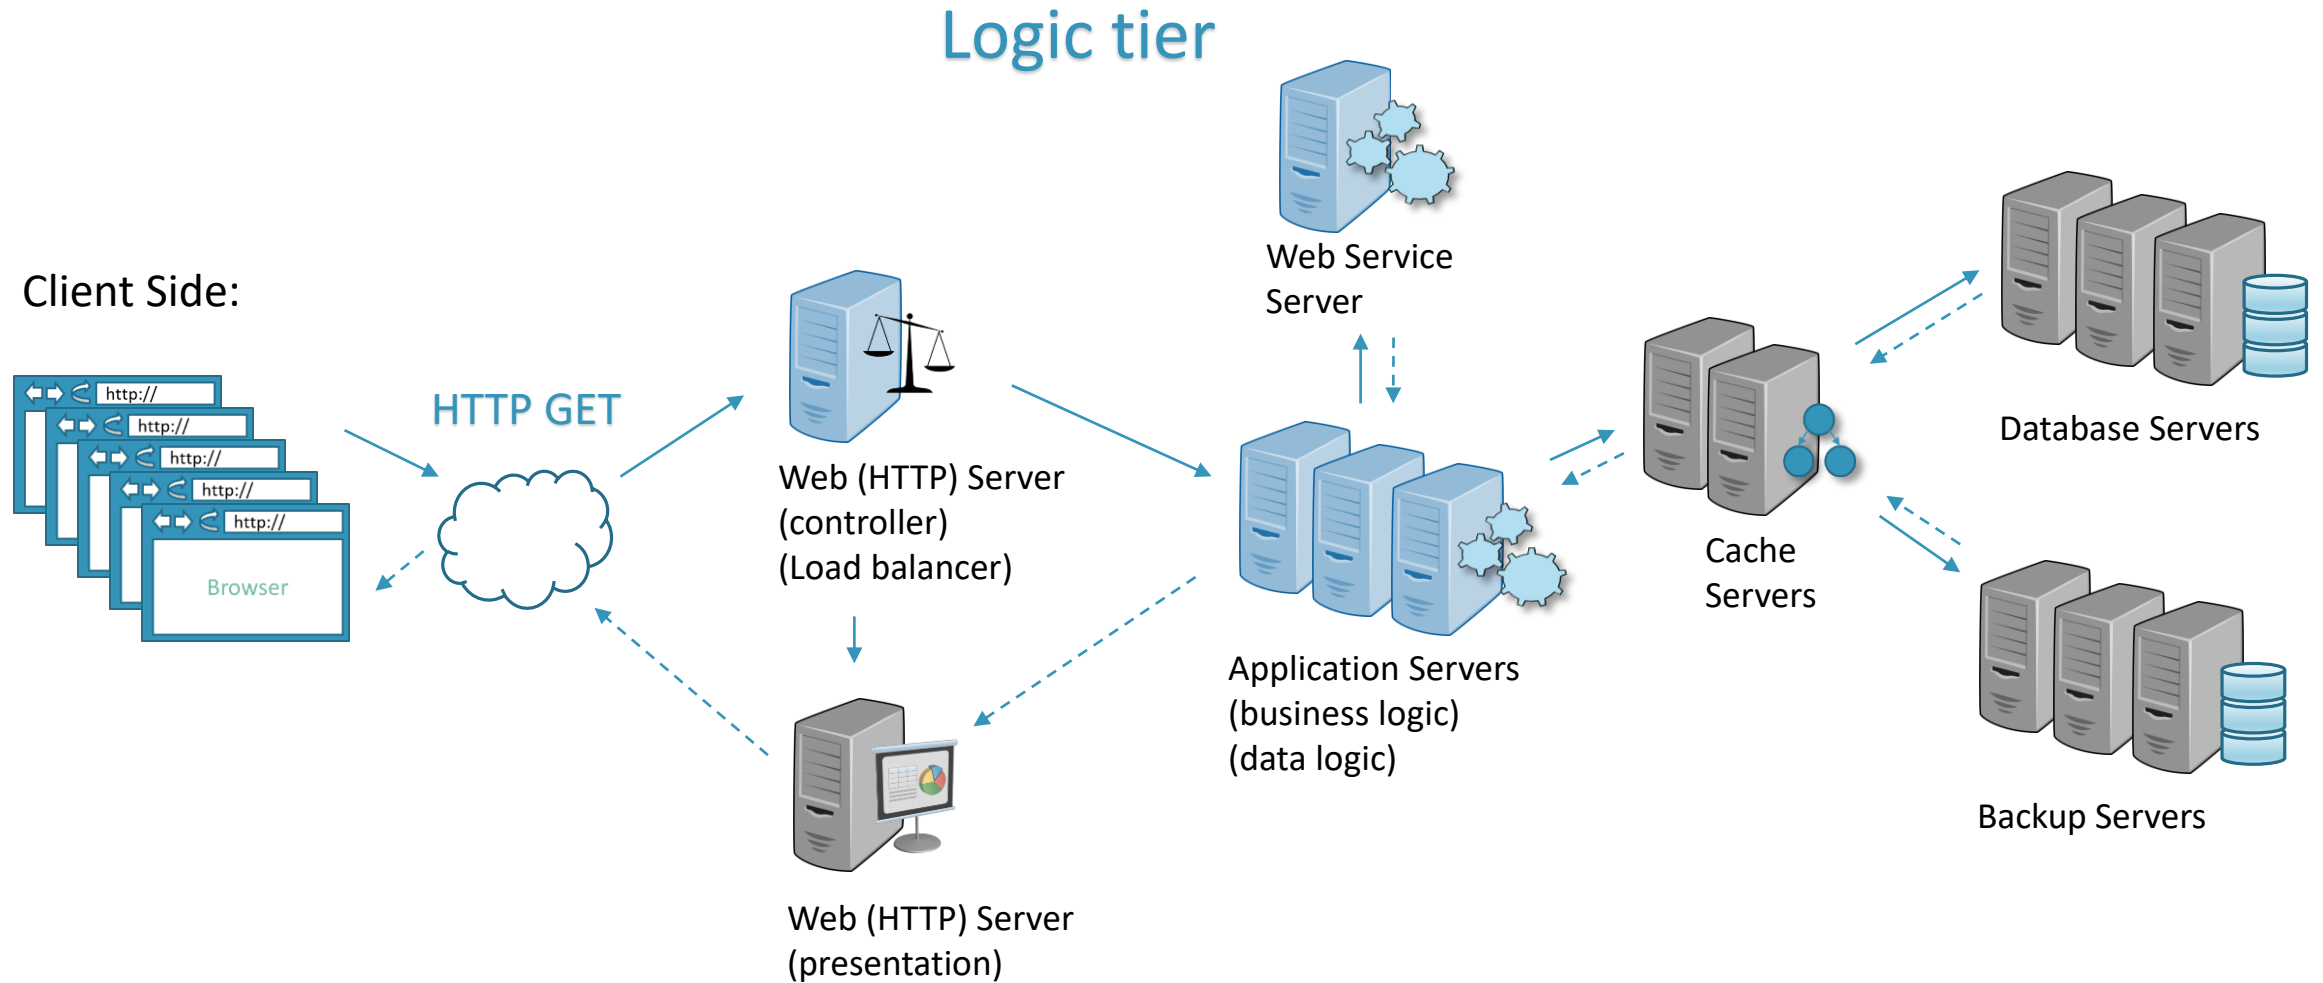 Logic tier
Client Side:
http://
http://
http://
http://
http://
Browser
HTTP GET
Web (HTTP) Server
(controller)
(Load balancer)
Web (HTTP) Server
(presentation)
Web Service
Server
Application Servers
(business logic)
(data logic)
Cache
Servers
Database Servers
Backup Servers